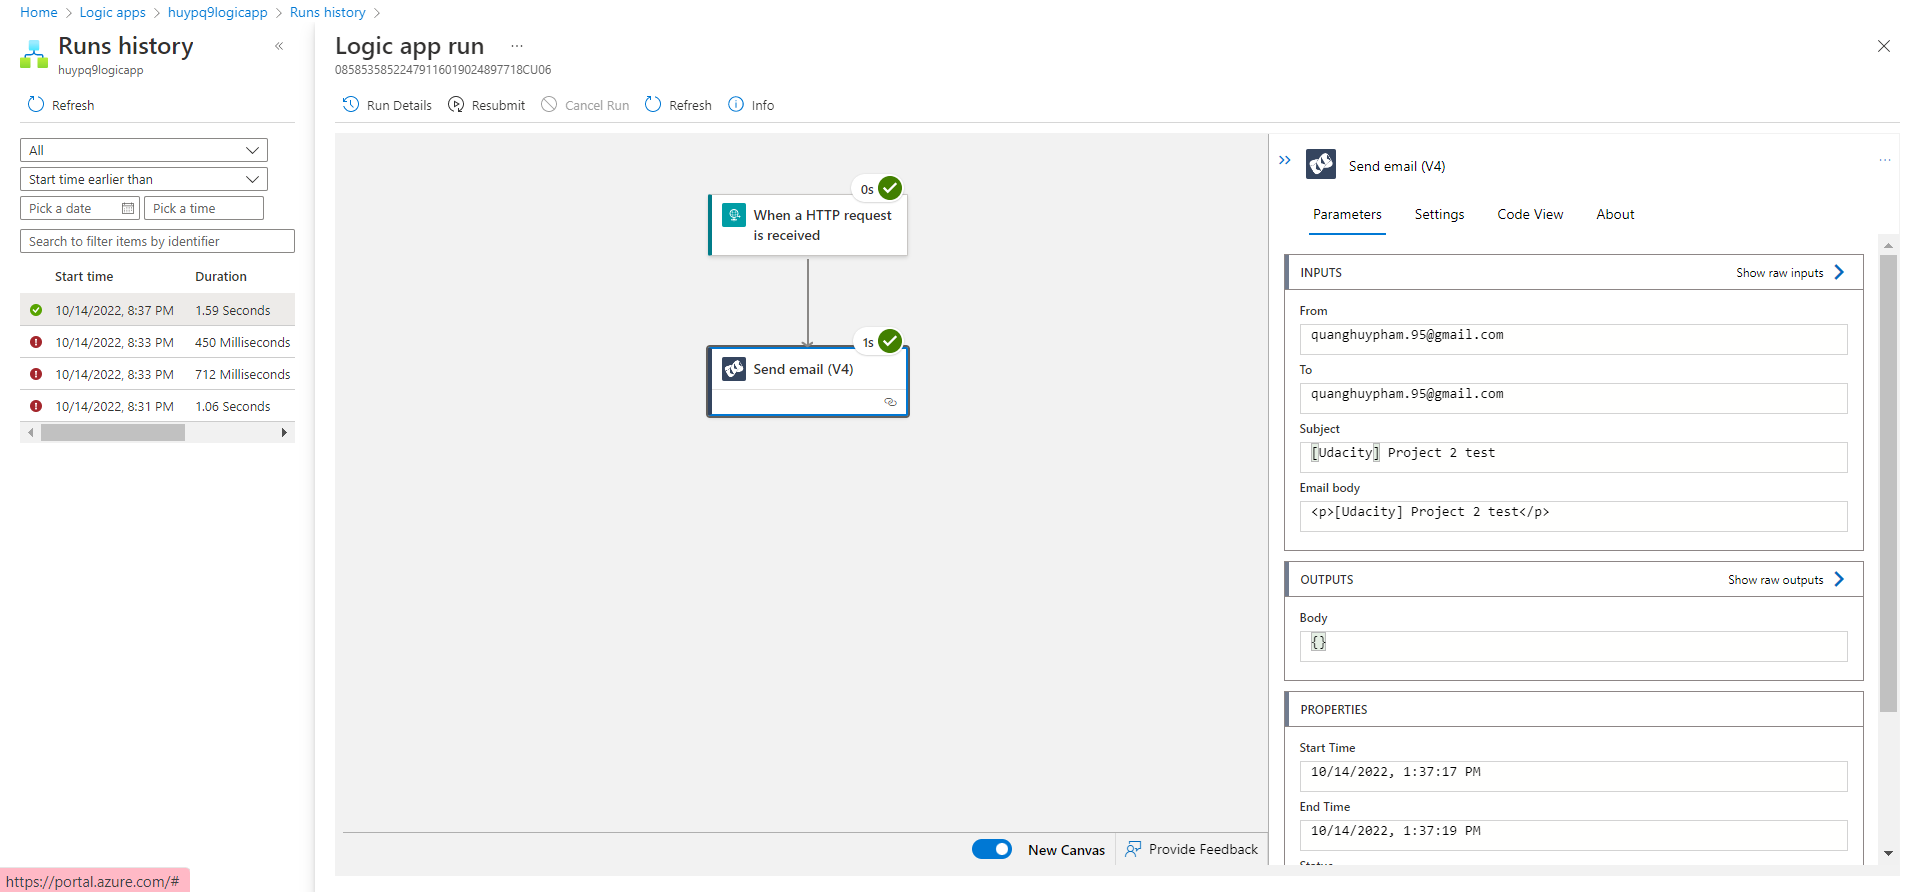 Home > Logic apps > huypq9logicapp > Runs history >
Runs history
«
huypq9logicapp
Refresh
All
Start time earlier than
Pick a date
Pick a time
Search to filter items by identifier
Start time Duration
10/14/2022, 8:37 PM 1.59 Seconds
10/14/2022, 8:33 PM 450 Milliseconds
10/14/2022, 8:33 PM 712 Milliseconds
10/14/2022, 8:31 PM 1.06 Seconds
Logic app run ...
08585358522479116019024897718CU06
Run Details Resubmit Cancel Run Refresh Info
0s
When a HTTP request
is received
1s
Send email (V4)
New Canvas Provide Feedback
Send email (V4)
Parameters Settings Code View About
INPUTS Show raw inputs
From
quanghuypham.95@gmail.com
To
quanghuypham.95@gmail.com
Subject
[Udacity] Project 2 test
Email body
<p>[Udacity] Project 2 test</p>
OUTPUTS Show raw outputs
Body
{}
PROPERTIES
Start Time
10/14/2022, 1:37:17 PM
End Time
10/14/2022, 1:37:19 PM
Status
https://portal.azure.com/#